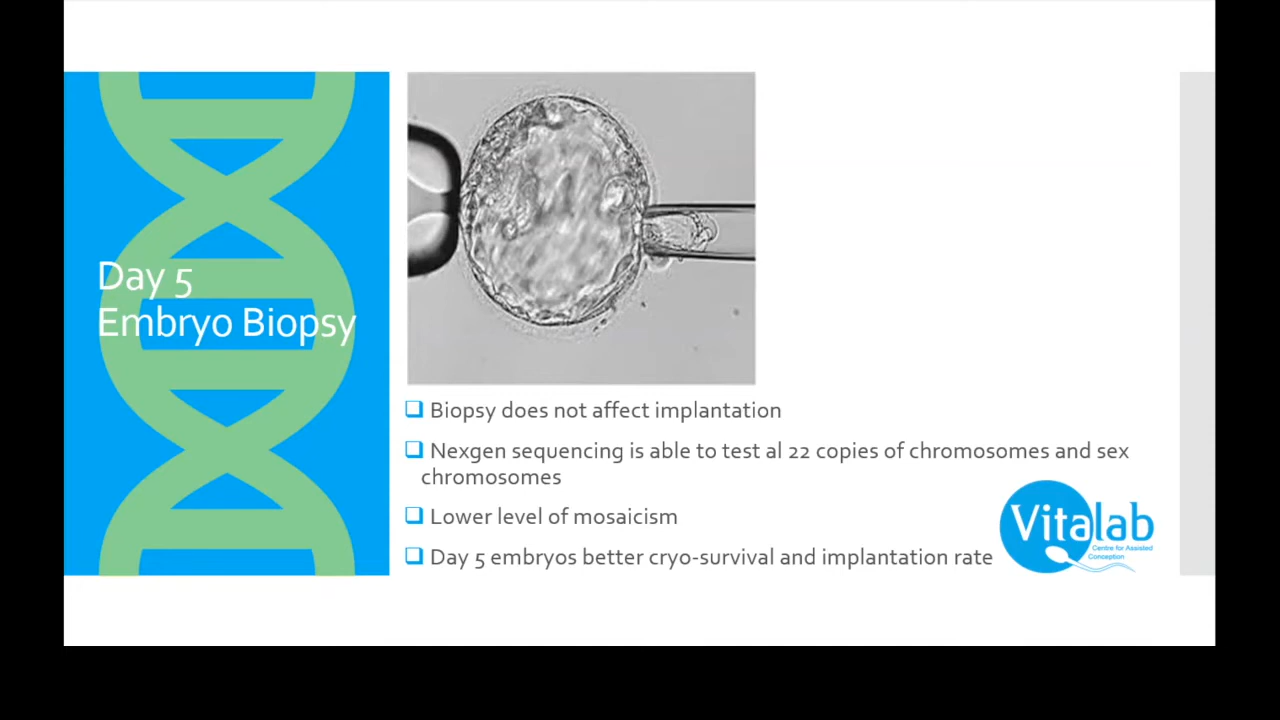 Day 5
Embryo Biopsy
Biopsy does not affect implantation
Nexgen sequencing is able to test al 22 copies of chromosomes and sex
chromosomes
Lower level of mosaicism
Day 5 embryos better cryo-survival and implantation rate
Vitalab
Centre for Assisted
Conception